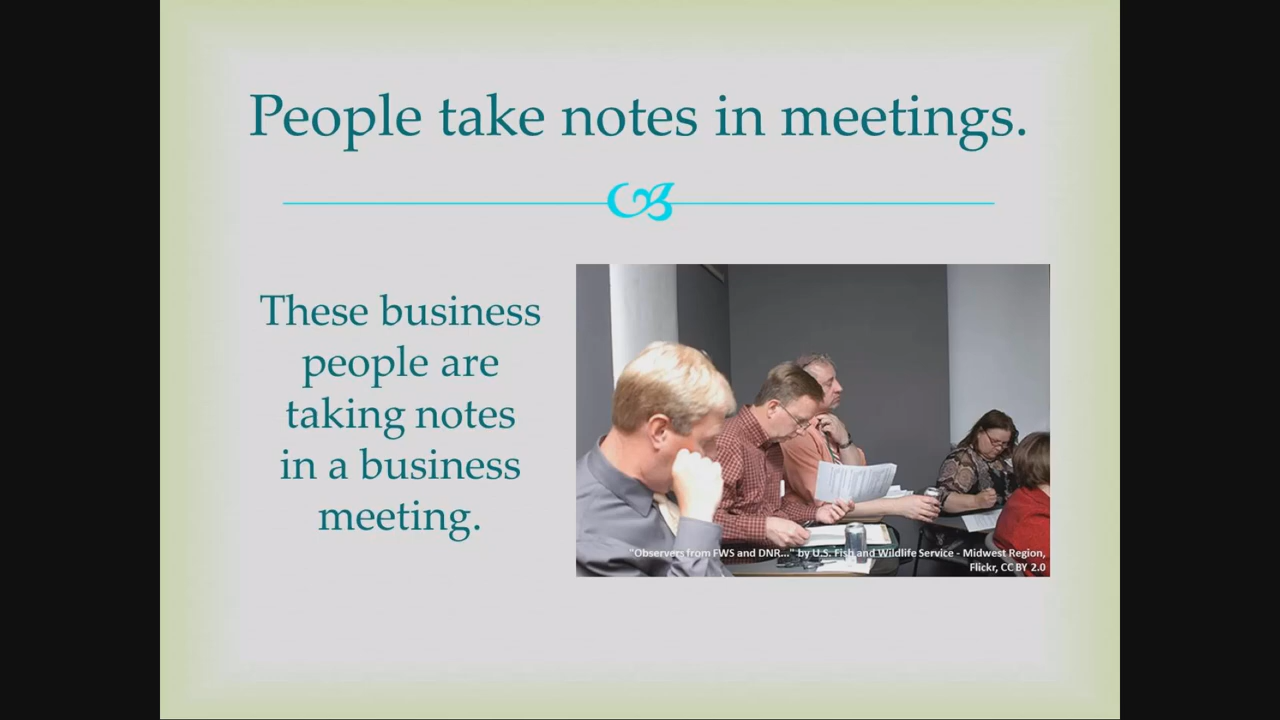 People take notes in meetings.
These business
people are
taking notes
in a business
meeting.
"Observers from FWS and DNR..." by U.S. Fish and Wildlife Service - Midwest Region,
Flickr, CC BY 2.0